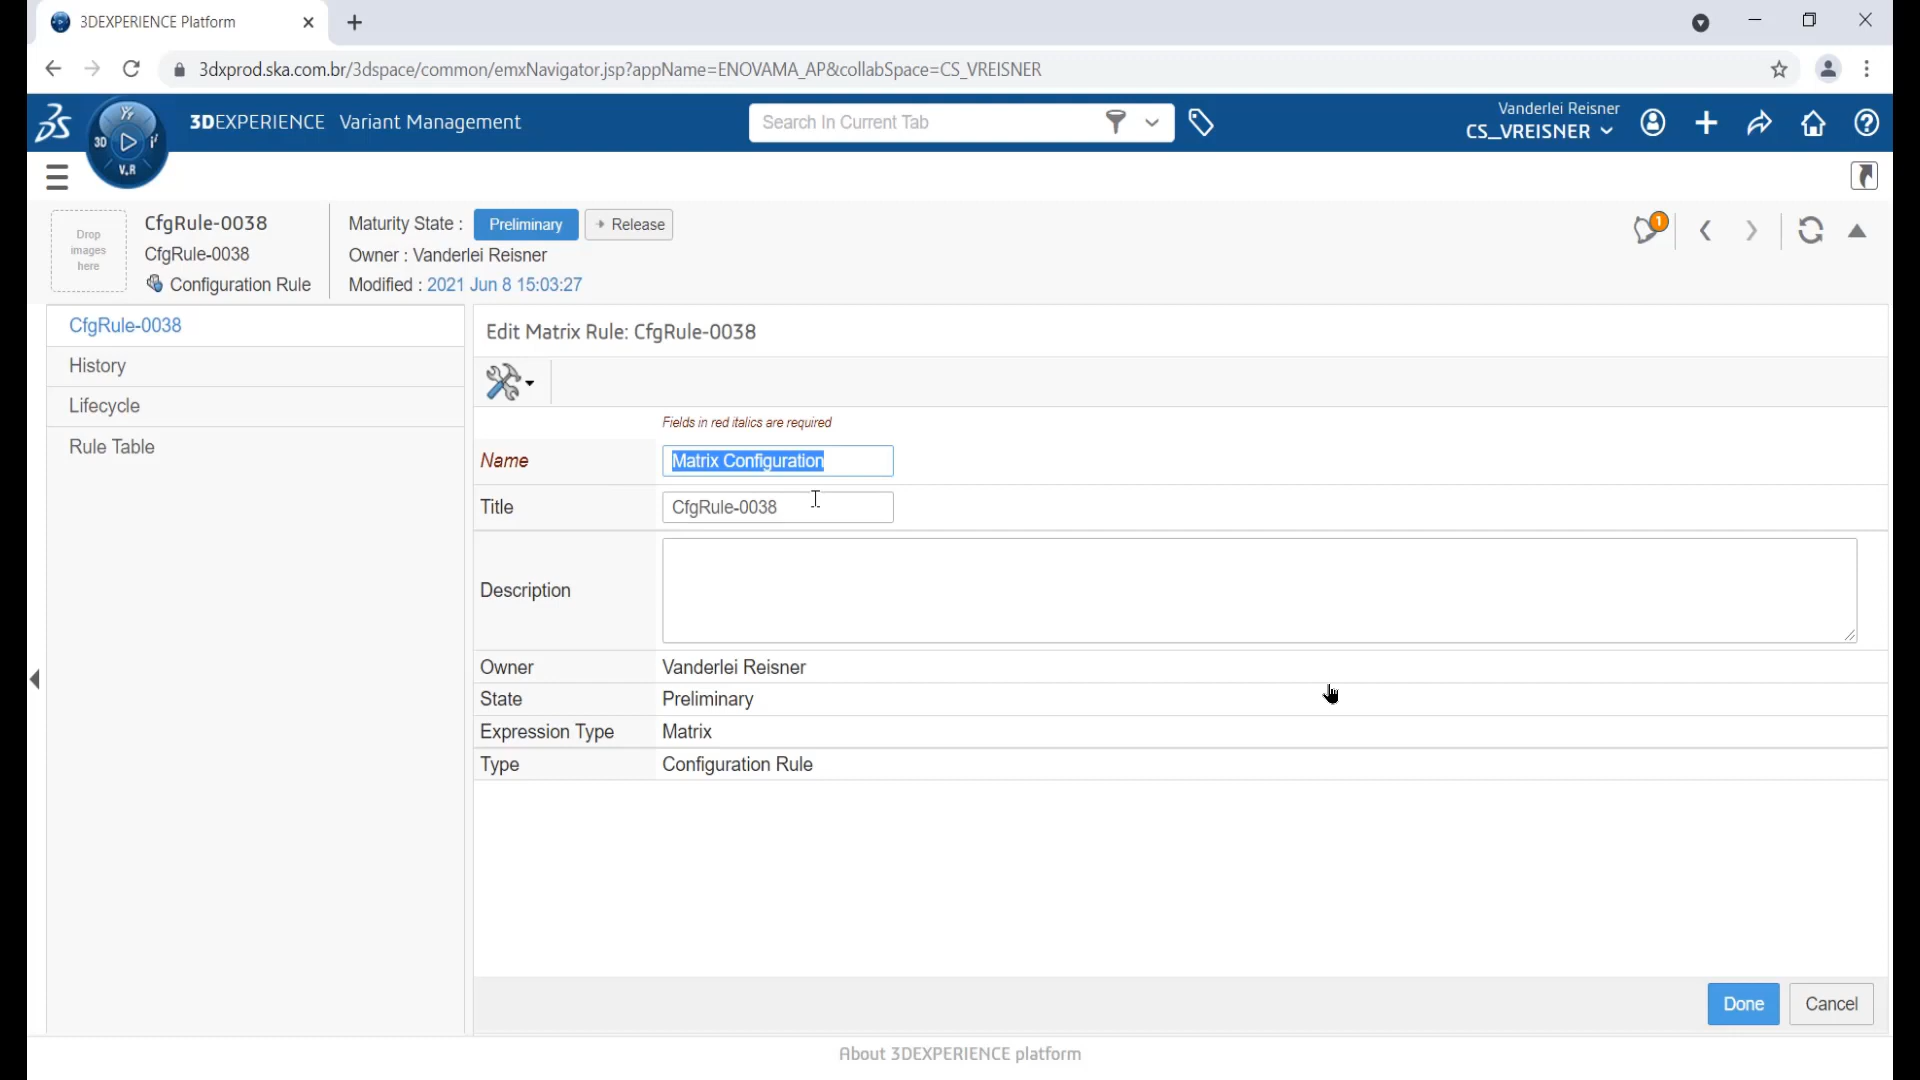 3DEXPERIENCE Platform
3dxprod.ska.com.br/3dspace/common/emxNavigator.jsp?appName=ENOVAMA_AP&collabSpace=CS_VREISNER
3D
V.R
3DEXPERIENCE Variant Management
Search In Current Tab
Vanderlei Reisner
CS_VREISNER
Drop
images
here
CfgRule-0038
CfgRule-0038
Configuration Rule
Maturity State : Preliminary Release
Owner : Vanderlei Reisner
Modified : 2021 Jun 8 15:03:27
1
CfgRule-0038
History
Lifecycle
Rule Table
Edit Matrix Rule: CfgRule-0038
Fields in red italics are required
Name Matrix Configuration
Title CfgRule-0038
Description
Owner Vanderlei Reisner
State Preliminary
Expression Type Matrix
Type Configuration Rule
Done Cancel
About 3DEXPERIENCE platform